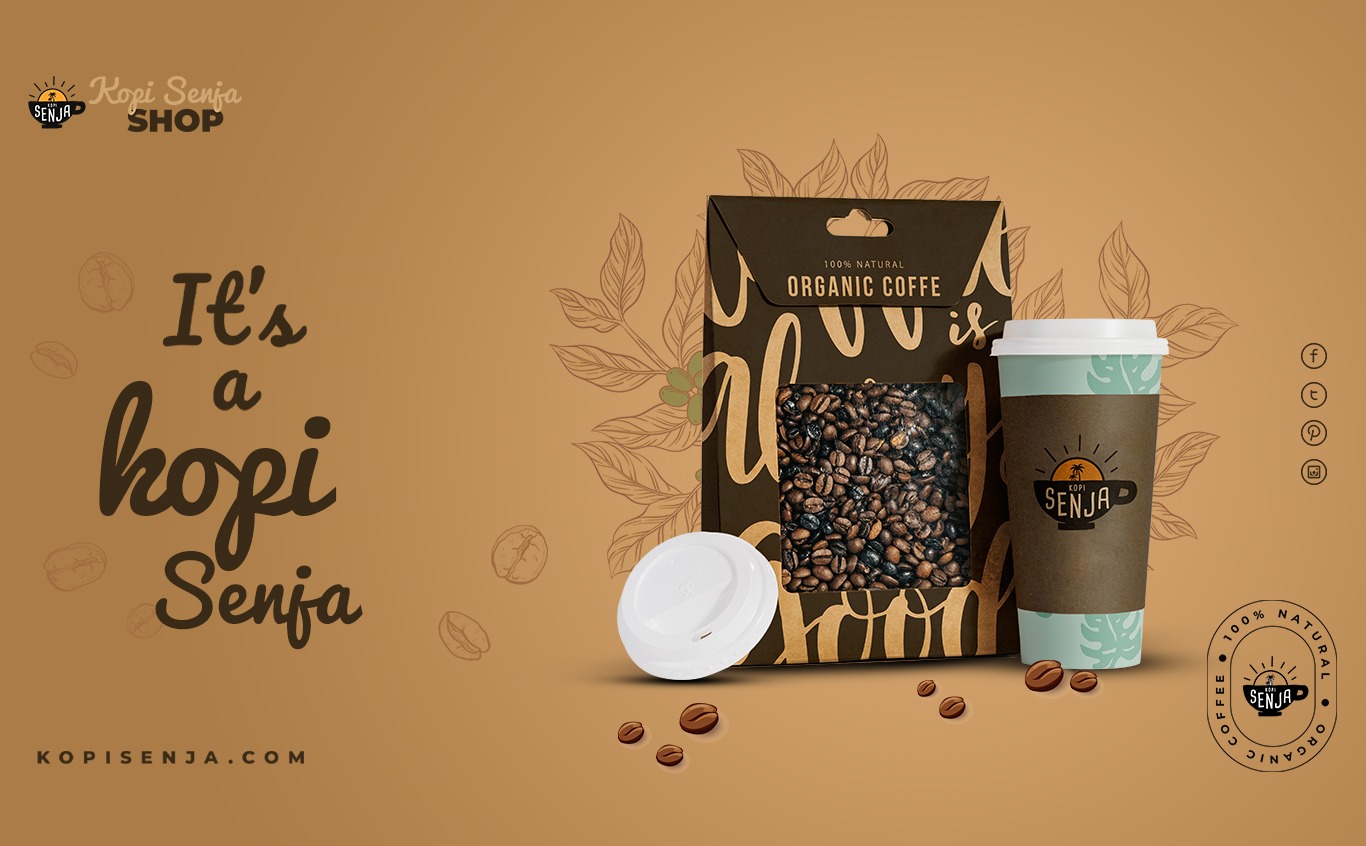 KOPI
SENJA
Kopi Senja
SHOP
It's
a
kopi
Senja
KOPISENJA.COM
100% NATURAL
ORGANIC COFFE
is
good
KOPI
SENJA
100% NATURAL
ORGANIC COFFEE
KOPI
SENJA